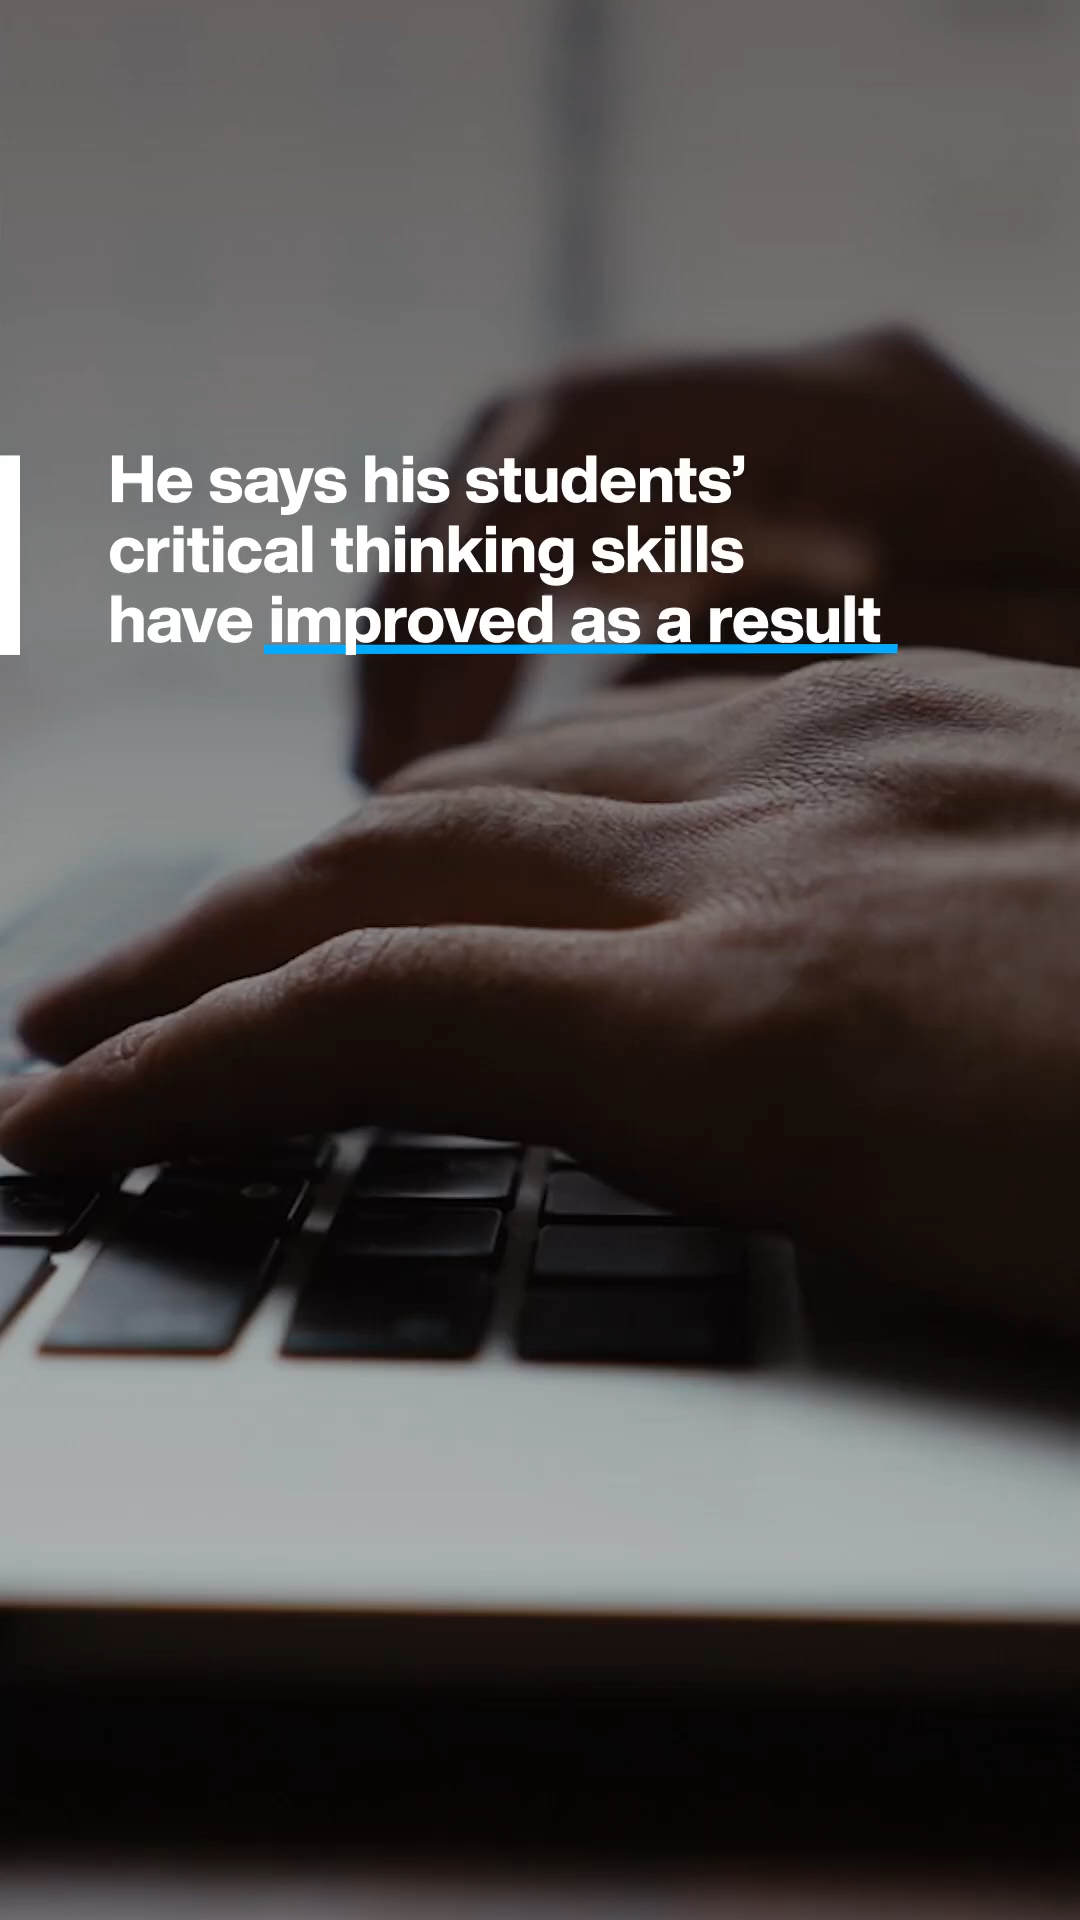 He says his students’
critical thinking skills
have improved as a result